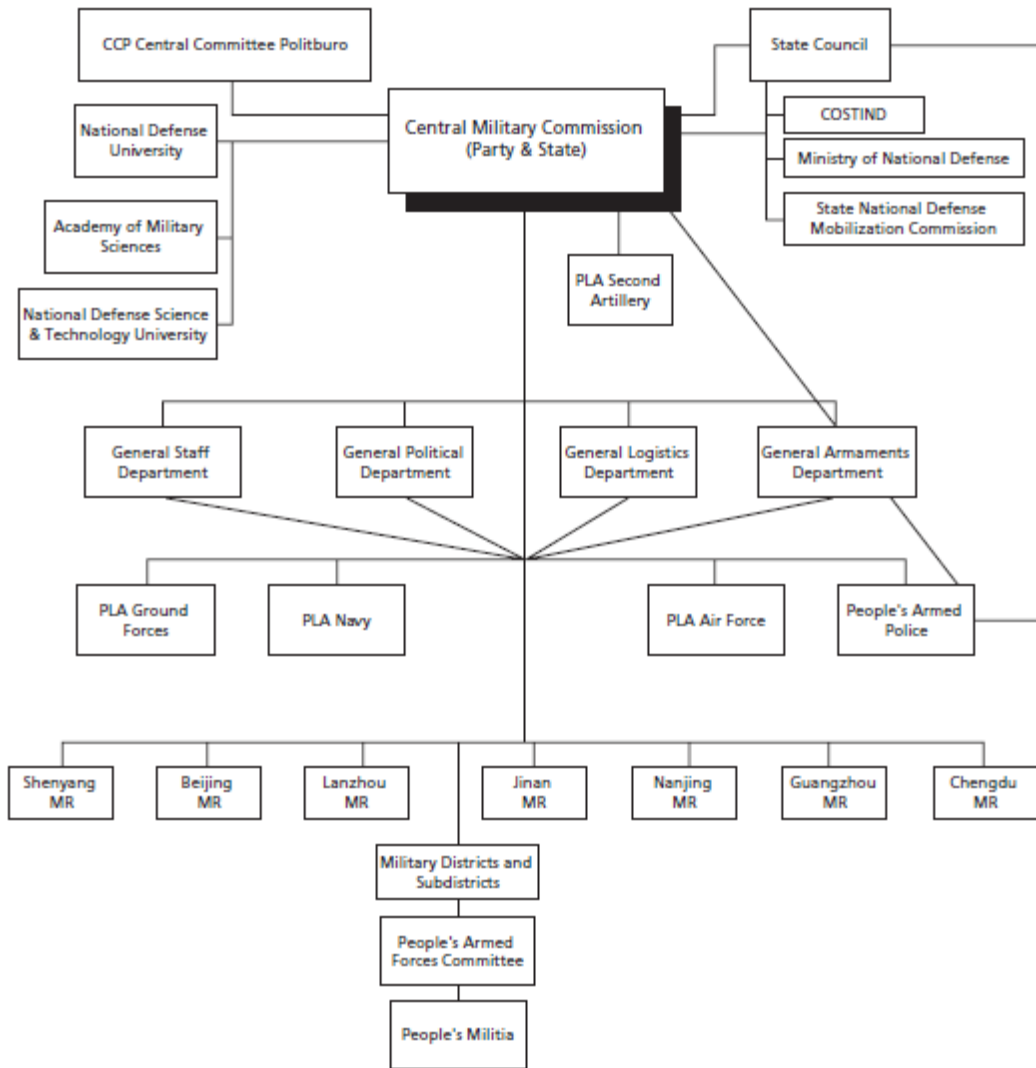 CCP Central Committee Politburo
State Council
Central Military Commission
(Party & State)
COSTIND
National Defense
University
Ministry of National Defense
State National Defense
Mobilization Commission
Academy of Military
Sciences
PLA Second
Artillery
National Defense Science
& Technology University
General Staff
Department
General Political
Department
General Logistics
Department
General Armaments
Department
PLA Ground
Forces
PLA Navy
PLA Air Force
People's Armed
Police
Shenyang
MR
Beijing
MR
Lanzhou
MR
Jinan
MR
Nanjing
MR
Guangzhou
MR
Chengdu
MR
Military Districts and
Subdistricts
People's Armed
Forces Committee
People's Militia